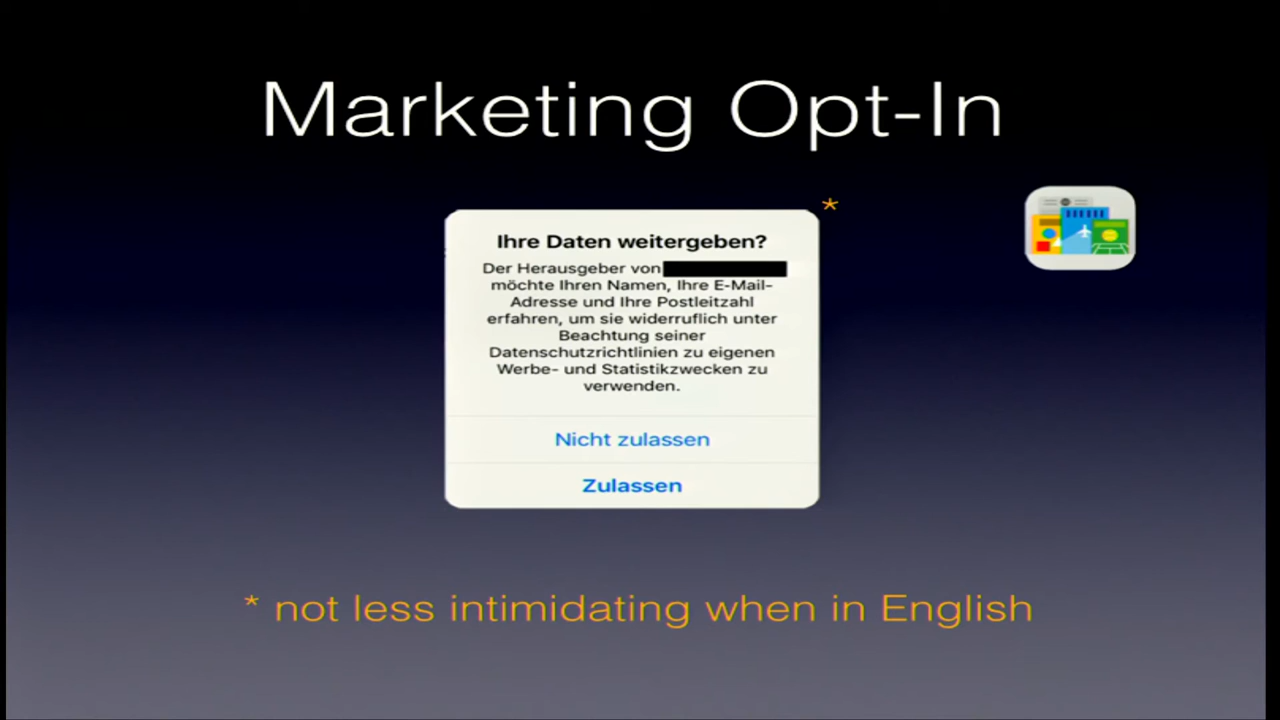 Marketing Opt-In
*
Ihre Daten weitergeben?
Der Herausgeber von
möchte Ihren Namen, Ihre E-Mail-
Adresse und Ihre Postleitzahl
erfahren, um sie widerruflich unter
Beachtung seiner
Datenschutzrichtlinien zu eigenen
Werbe- und Statistikzwecken zu
verwenden.
Nicht zulassen
Zulassen
* not less intimidating when in English